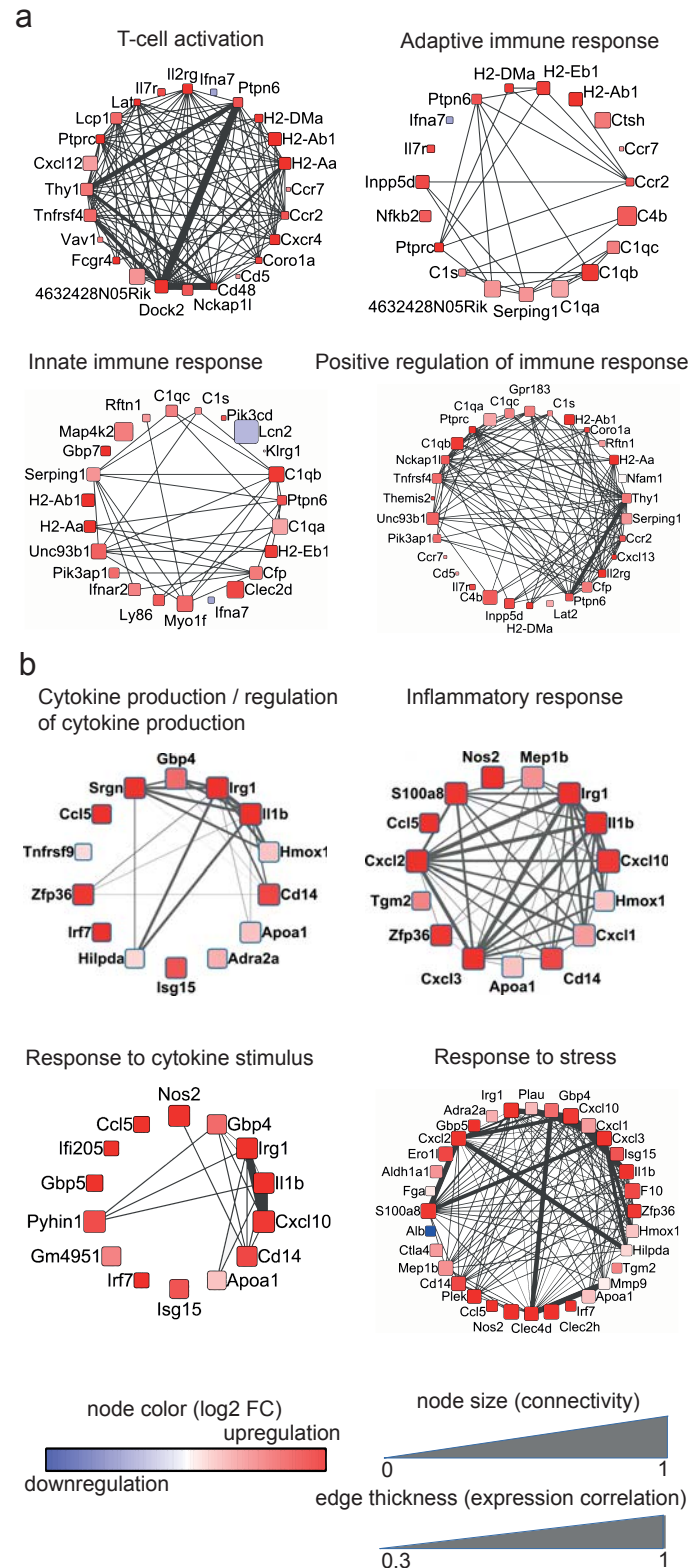 a
T-cell activation
Il2rg
Ifna7
Il7r
Ptpn6
Lat
H2-DMa
Lcp1
H2-Ab1
Ptprc
H2-Aa
Cxcl12
Ccr7
Thy1
Ccr2
Tnfrsf4
Cxcr4
Vav1
Coro1a
Fcgr4
Cd5
4632428N05Rik
Cd48
Nckap1l
Dock2
Adaptive immune response
H2-DMa
H2-Eb1
Ptpn6
H2-Ab1
Ifna7
Ctsh
Il7r
Ccr7
Inpp5d
Ccr2
Nfkb2
C4b
Ptprc
C1qc
C1s
C1qb
4632428N05Rik
C1qa
Serping1
Innate immune response
C1qc
C1s
Rftn1
Pik3cd
Map4k2
Lcn2
Gbp7
Klrg1
Serping1
C1qb
H2-Ab1
Ptpn6
H2-Aa
C1qa
Unc93b1
H2-Eb1
Pik3ap1
Cfp
Ifnar2
Clec2d
Ly86
Ifna7
Myo1f
Positive regulation of immune response
Gpr183
C1qc
C1s
C1qa
H2-Ab1
Ptprc
Coro1a
C1qb
Rftn1
Nckap1l
H2-Aa
Tnfrsf4
Nfam1
Themis2
Thy1
Unc93b1
Serping1
Pik3ap1
Ccr2
Ccr7
Cxcl13
Cd5
Il2rg
Il7r
Cfp
C4b
Ptpn6
Inpp5d
Lat2
H2-DMa
b
Cytokine production / regulation
of cytokine production
Gbp4
Srgn
Irg1
Ccl5
Il1b
Tnfrsf9
Hmox1
Zfp36
Cd14
Irf7
Apoa1
Hilpda
Adra2a
Isg15
Inflammatory response
Nos2
Mep1b
S100a8
Irg1
Ccl5
Il1b
Cxcl2
Cxcl10
Tgm2
Hmox1
Zfp36
Cxcl1
Cxcl3
Cd14
Apoa1
Response to cytokine stimulus
Nos2
Ccl5
Gbp4
Ifi205
Irg1
Gbp5
Il1b
Pyhin1
Cxcl10
Gm4951
Cd14
Irf7
Apoa1
Isg15
Response to stress
Irg1
Plau
Gbp4
Adra2a
Cxcl10
Gbp5
Cxcl1
Cxcl2
Cxcl3
Ero1l
Isg15
Aldh1a1
Il1b
Fga
F10
S100a8
Zfp36
Alb
Hmox1
Ctla4
Hilpda
Mep1b
Tgm2
Cd14
Mmp9
Plek
Apoa1
Ccl5
Irf7
Nos2
Clec4d
Clec2h
node color (log2 FC)
upregulation
downregulation
node size (connectivity)
0
1
edge thickness (expression correlation)
0.3
1